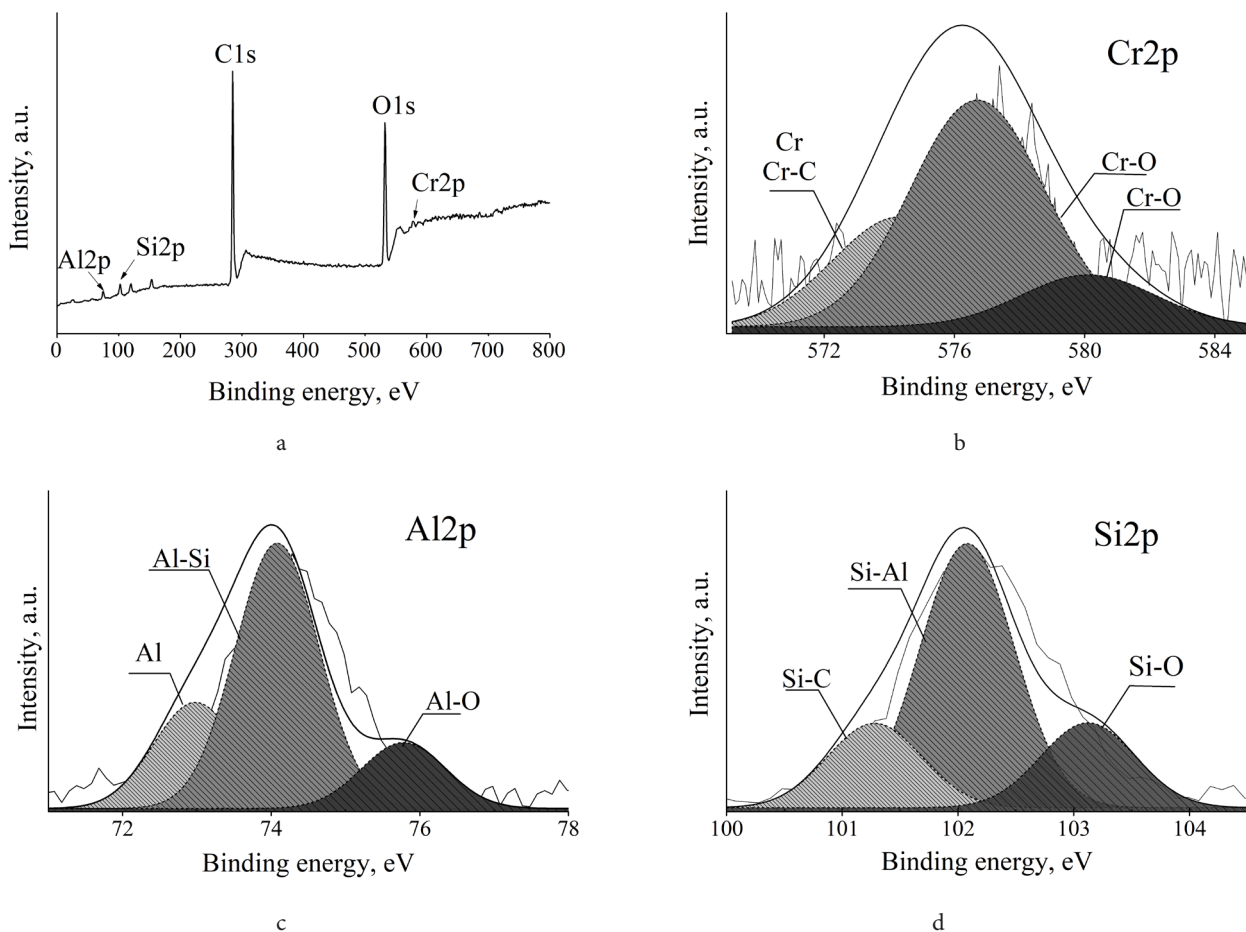 C1s
O1s
Cr2p
Si2p
Al2p
Intensity, a.u.
0 100 200 300 400 500 600 700 800
Binding energy, eV
a
Cr2p
Cr
Cr-C
Cr-O
Cr-O
Intensity, a.u.
572 576 580 584
Binding energy, eV
b
Al2p
Al-Si
Al
Al-O
Intensity, a.u.
72 74 76 78
Binding energy, eV
c
Si2p
Si-Al
Si-C
Si-O
Intensity, a.u.
100 101 102 103 104
Binding energy, eV
d